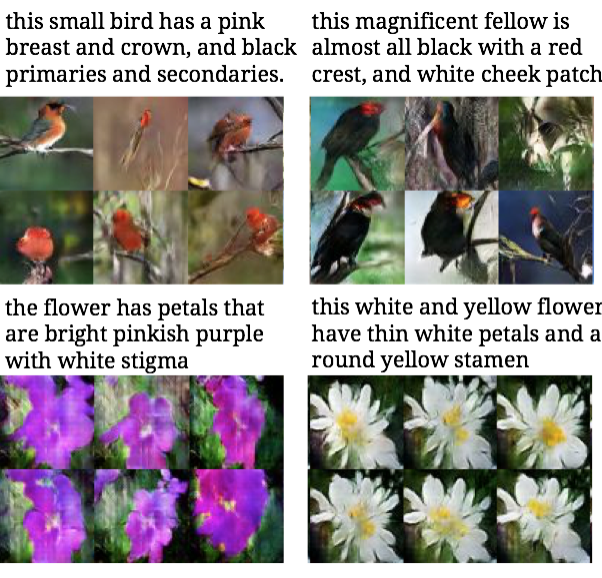 this small bird has a pink
breast and crown, and black
primaries and secondaries.
this magnificent fellow is
almost all black with a red
crest, and white cheek patch
the flower has petals that
are bright pinkish purple
with white stigma
this white and yellow flower
have thin white petals and a
round yellow stamen